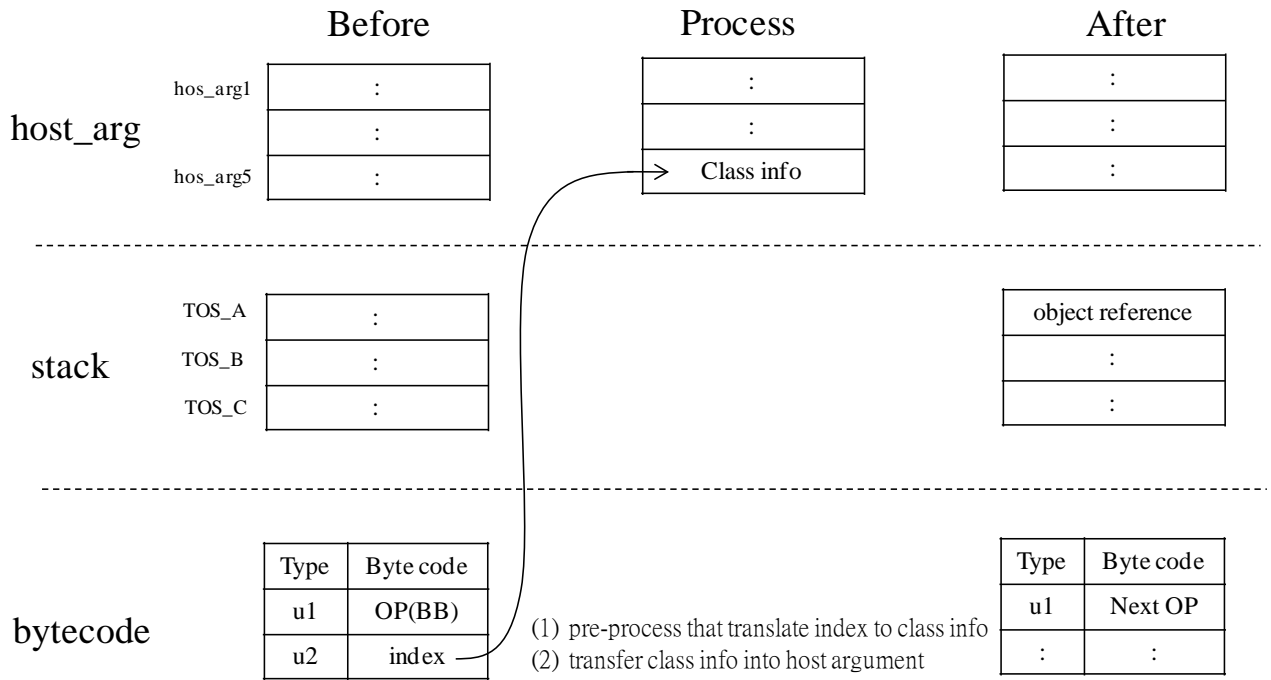 Before Process After
hos_arg1 : : :
host_arg : : :
hos_arg5 : Class info :
TOS_A : object reference
stack TOS_B : :
TOS_C : :
Type Byte code Type Byte code
u1 OP(BB) u1 Next OP
bytecode (1) pre-process that translate index to class info
u2 index (2) transfer class info into host argument : :